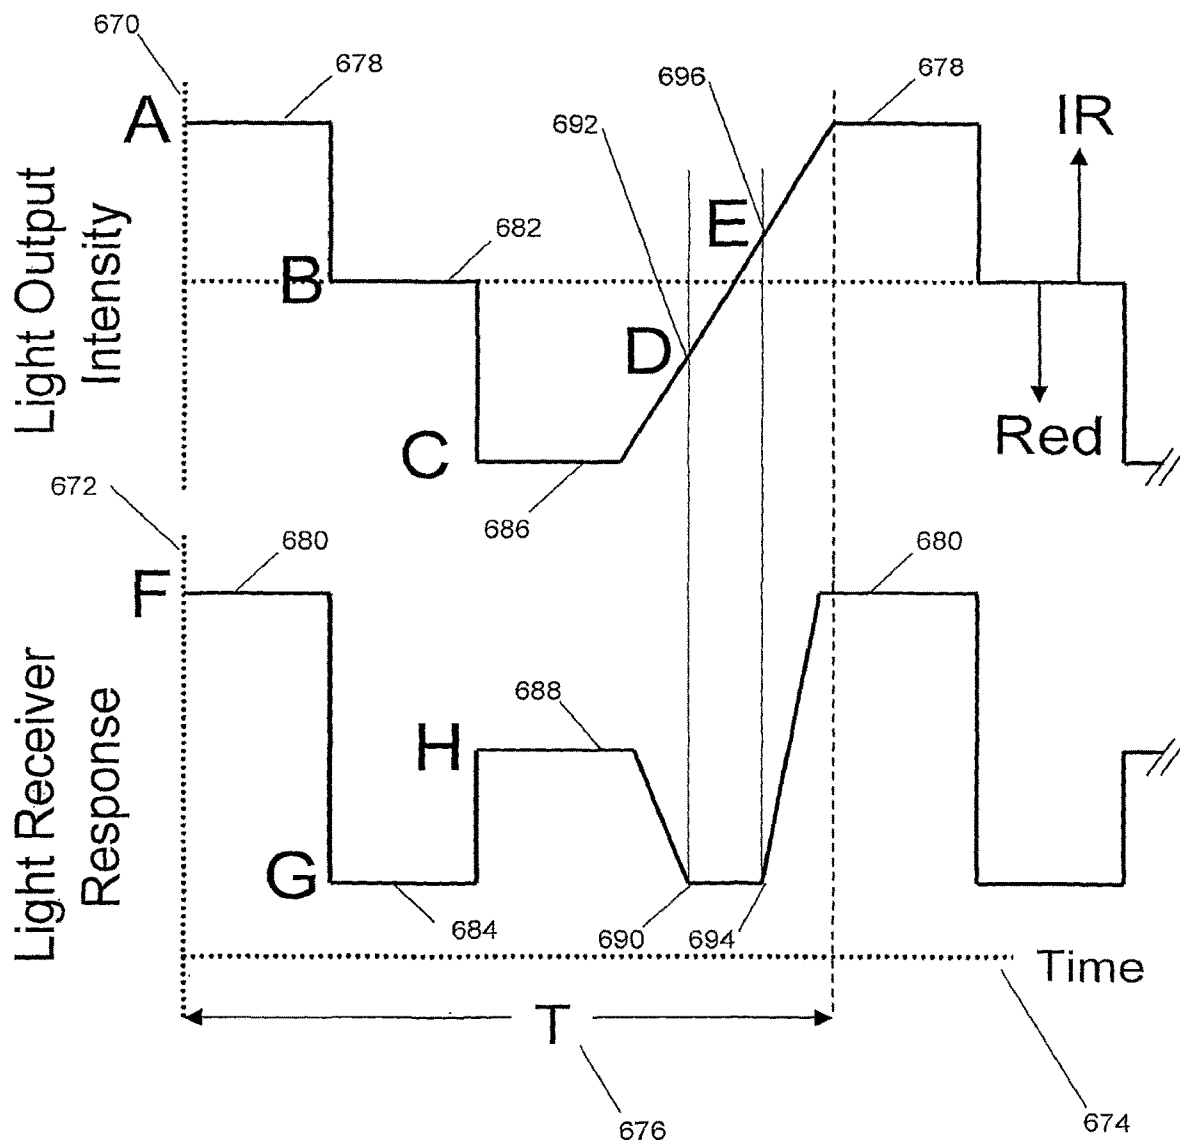 670
678
696
678
692
A
IR
E
682
B
D
Red
C
686
Light Output
Intensity
672
680
680
F
688
H
G
684
690
694
Light Receiver
Response
Time
T
676
674